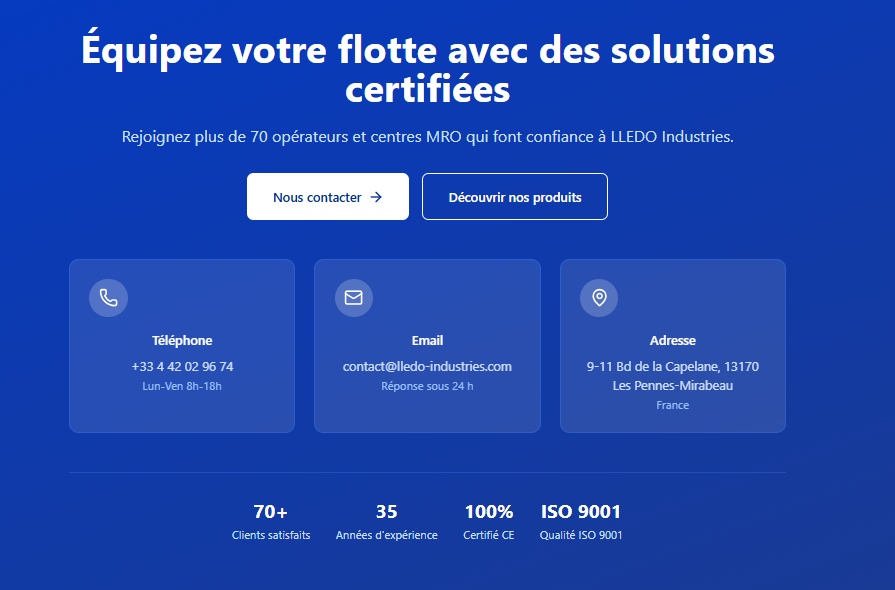 Équipez votre flotte avec des solutions
certifiées
Rejoignez plus de 70 opérateurs et centres MRO qui font confiance à LLEDO Industries.
Nous contacter →
Découvrir nos produits
Téléphone
+33 4 42 02 96 74
Lun-Ven 8h-18h
Email
contact@lledo-industries.com
Réponse sous 24 h
Adresse
9-11 Bd de la Capelane, 13170
Les Pennes-Mirabeau
France
70+
Clients satisfaits
35
Années d'expérience
100%
Certifié CE
ISO 9001
Qualité ISO 9001